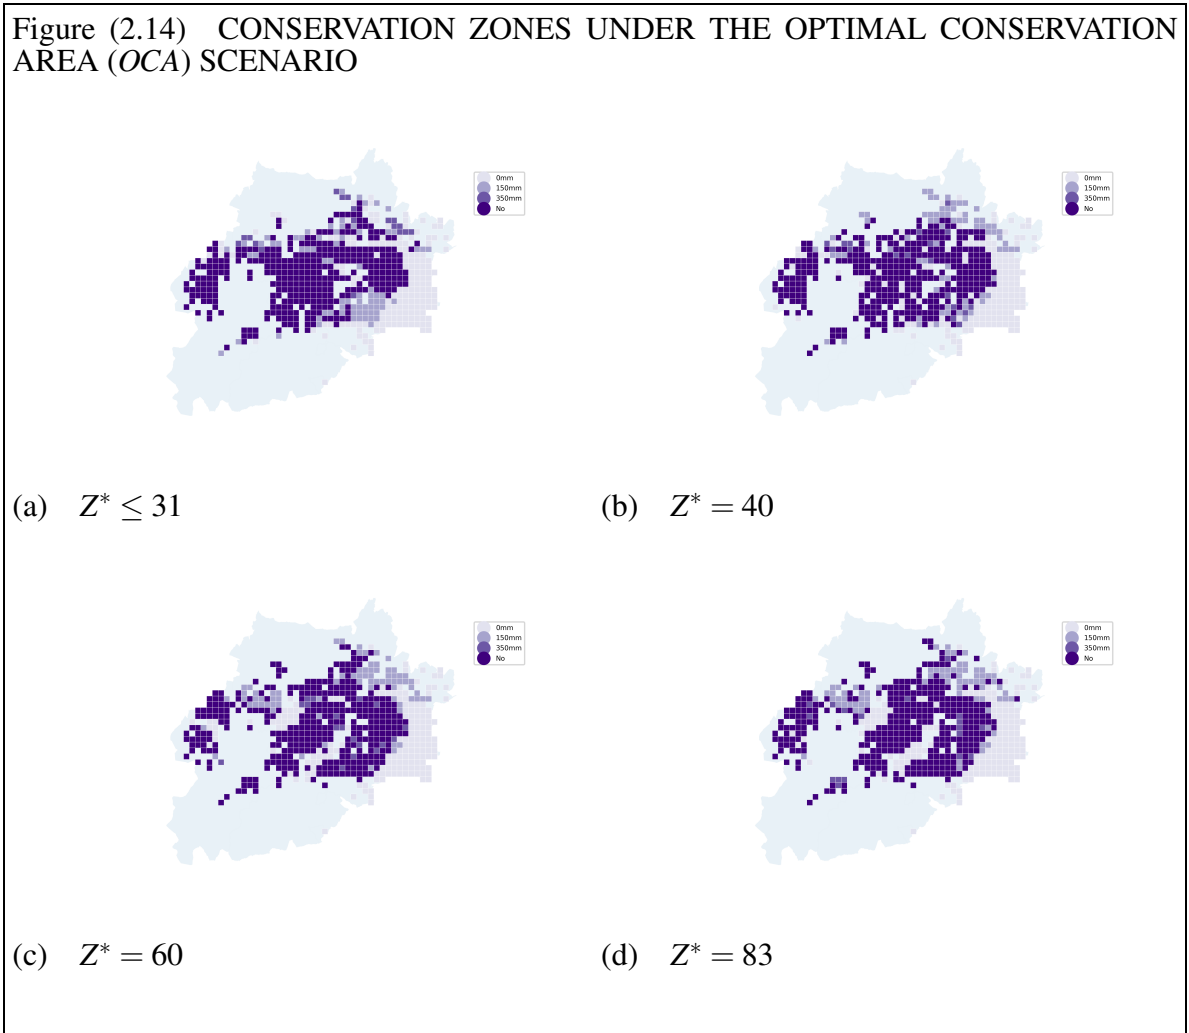 Figure (2.14) CONSERVATION ZONES UNDER THE OPTIMAL CONSERVATION
AREA (OCA) SCENARIO
0mm
150mm
350mm
No
0mm
150mm
350mm
No
(a) Z* ≤ 31
(b) Z* = 40
0mm
150mm
350mm
No
0mm
150mm
350mm
No
(c) Z* = 60
(d) Z* = 83